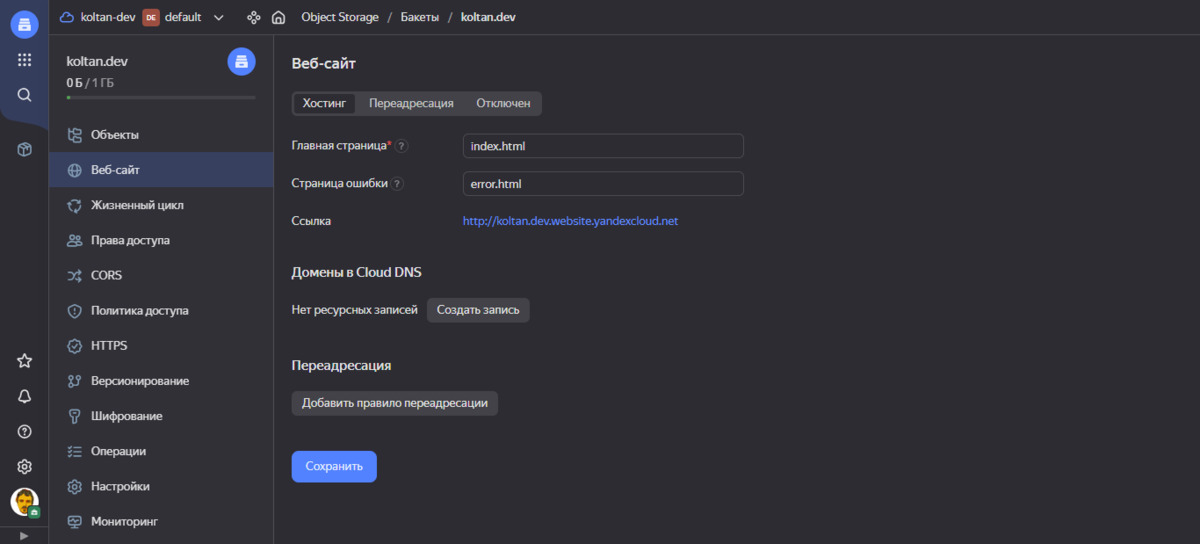 koltan-dev DE default Object Storage / Бакеты / koltan.dev
koltan.dev
0 Б / 1 ГБ
Объекты
Веб-сайт
Жизненный цикл
Права доступа
CORS
Политика доступа
HTTPS
Версионирование
Шифрование
Операции
Настройки
Мониторинг
Веб-сайт
Хостинг Переадресация Отключен
Главная страница* ? index.html
Страница ошибки ? error.html
Ссылка http://koltan.dev.website.yandexcloud.net
Домены в Cloud DNS
Нет ресурсных записей Создать запись
Переадресация
Добавить правило переадресации
Сохранить